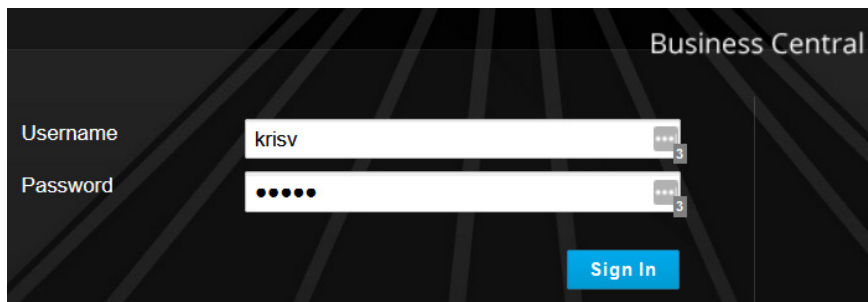 Business Central
Username
krisv
3
Password
•••••
3
Sign In